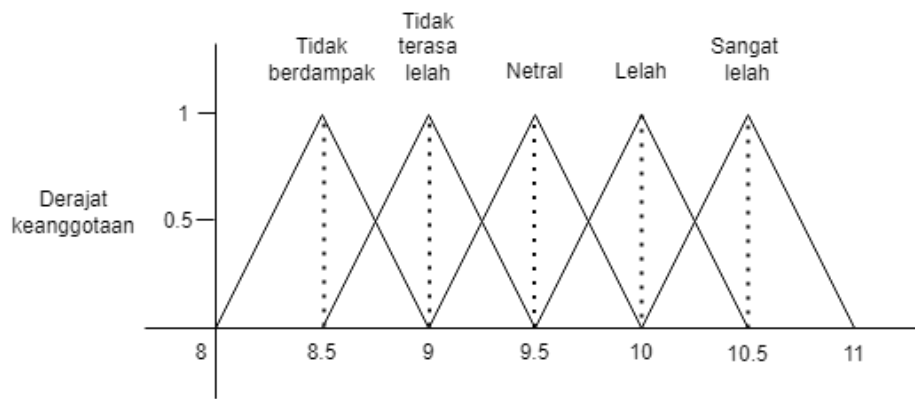 Tidak
berdampak
Tidak
terasa
lelah
Netral
Lelah
Sangat
lelah
1
Derajat
keanggotaan
0.5
8
8.5
9
9.5
10
10.5
11